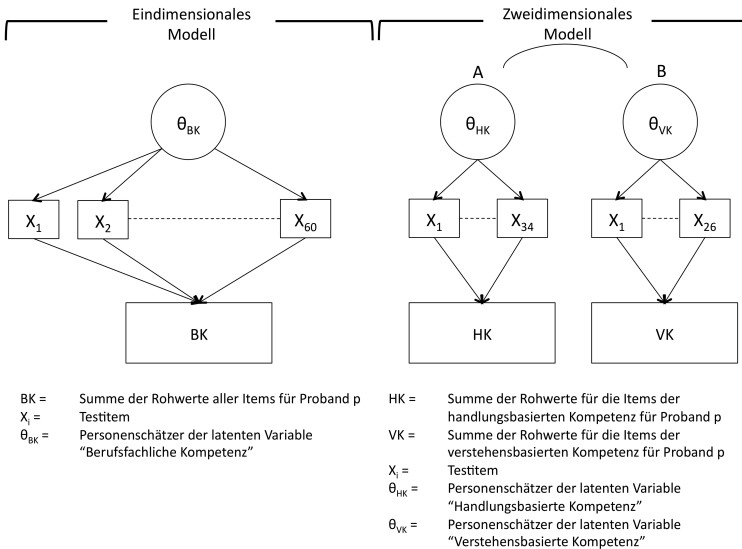 Eindimensionales
Modell
θBK
X1
X2
X60
BK
BK = Summe der Rohwerte aller Items für Proband p
Xi = Testitem
θBK = Personenschätzer der latenten Variable
“Berufsfachliche Kompetenz”
Zweidimensionales
Modell
A
B
θHK
θVK
X1
X34
X1
X26
HK
VK
HK = Summe der Rohwerte für die Items der
handlungsbasierten Kompetenz für Proband p
VK = Summe der Rohwerte für die Items der
verstehensbasierten Kompetenz für Proband p
Xi = Testitem
θHK = Personenschätzer der latenten Variable
“Handlungsbasierte Kompetenz”
θVK = Personenschätzer der latenten Variable
“Verstehensbasierte Kompetenz”